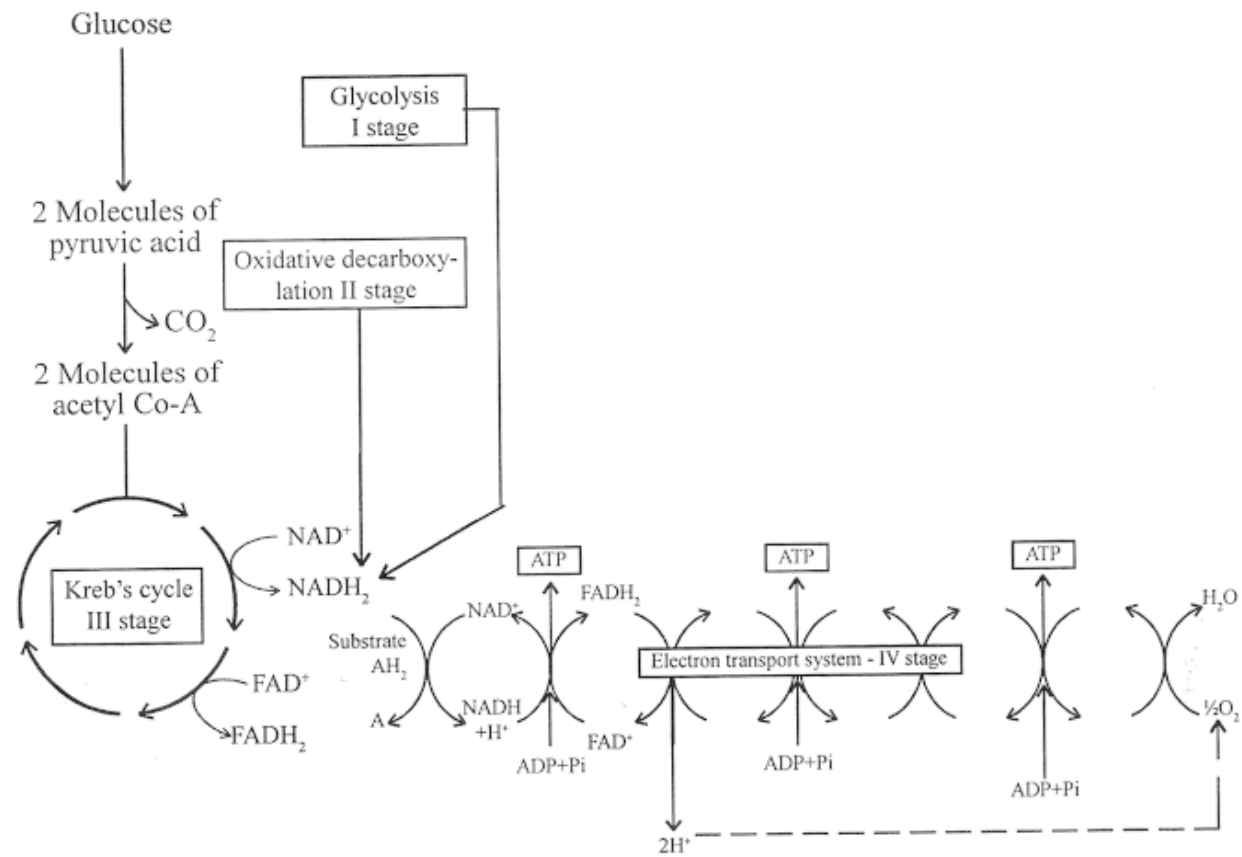 Glucose
Glycolysis
I stage
2 Molecules of
pyruvic acid
Oxidative decarboxy-
lation II stage
CO₂
2 Molecules of
acetyl Co-A
NAD⁺
NADH₂
Kreb's cycle
III stage
FAD⁺
FADH₂
Substrate
AH₂
A
NAD⁺
NADH
+H⁺
ATP
ADP+Pi
FADH₂
FAD⁺
Electron transport system - IV stage
2H⁺
ATP
ADP+Pi
ATP
ADP+Pi
H₂O
½O₂